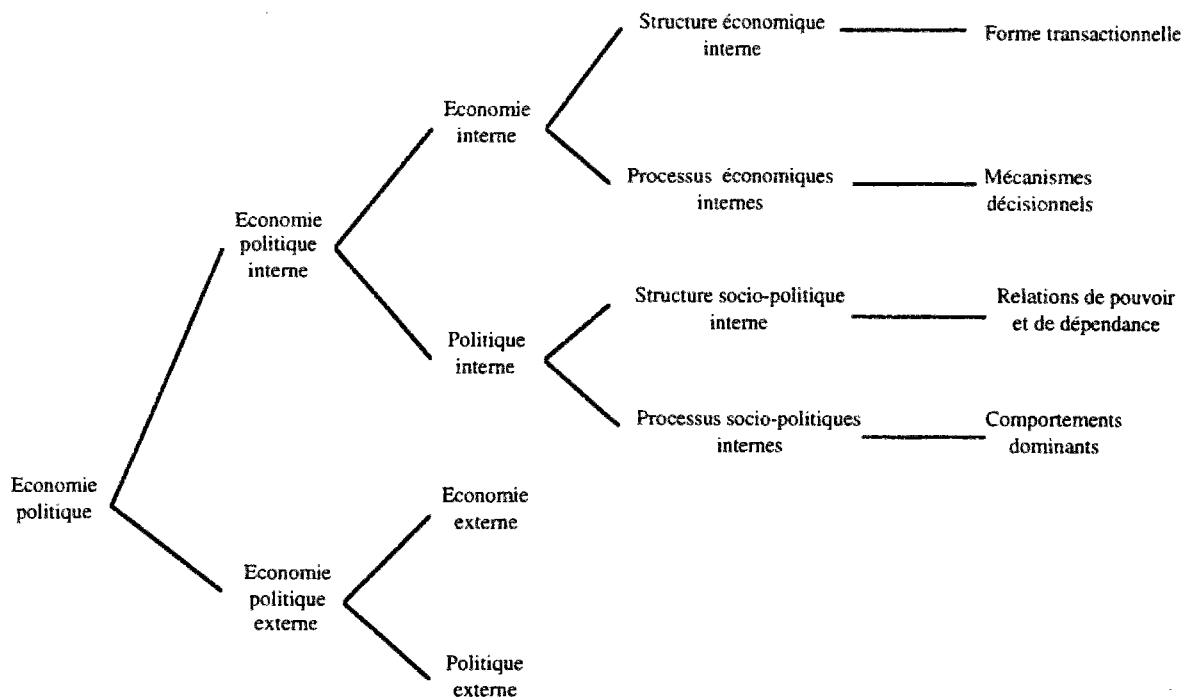 Structure économique
interne
Forme transactionnelle
Economie
interne
Processus économiques
internes
Mécanismes
décisionnels
Economie
politique
interne
Structure socio-politique
interne
Relations de pouvoir
et de dépendance
Politique
interne
Processus socio-politiques
internes
Comportements
dominants
Economie
politique
Economie
externe
Economie
politique
externe
Politique
externe